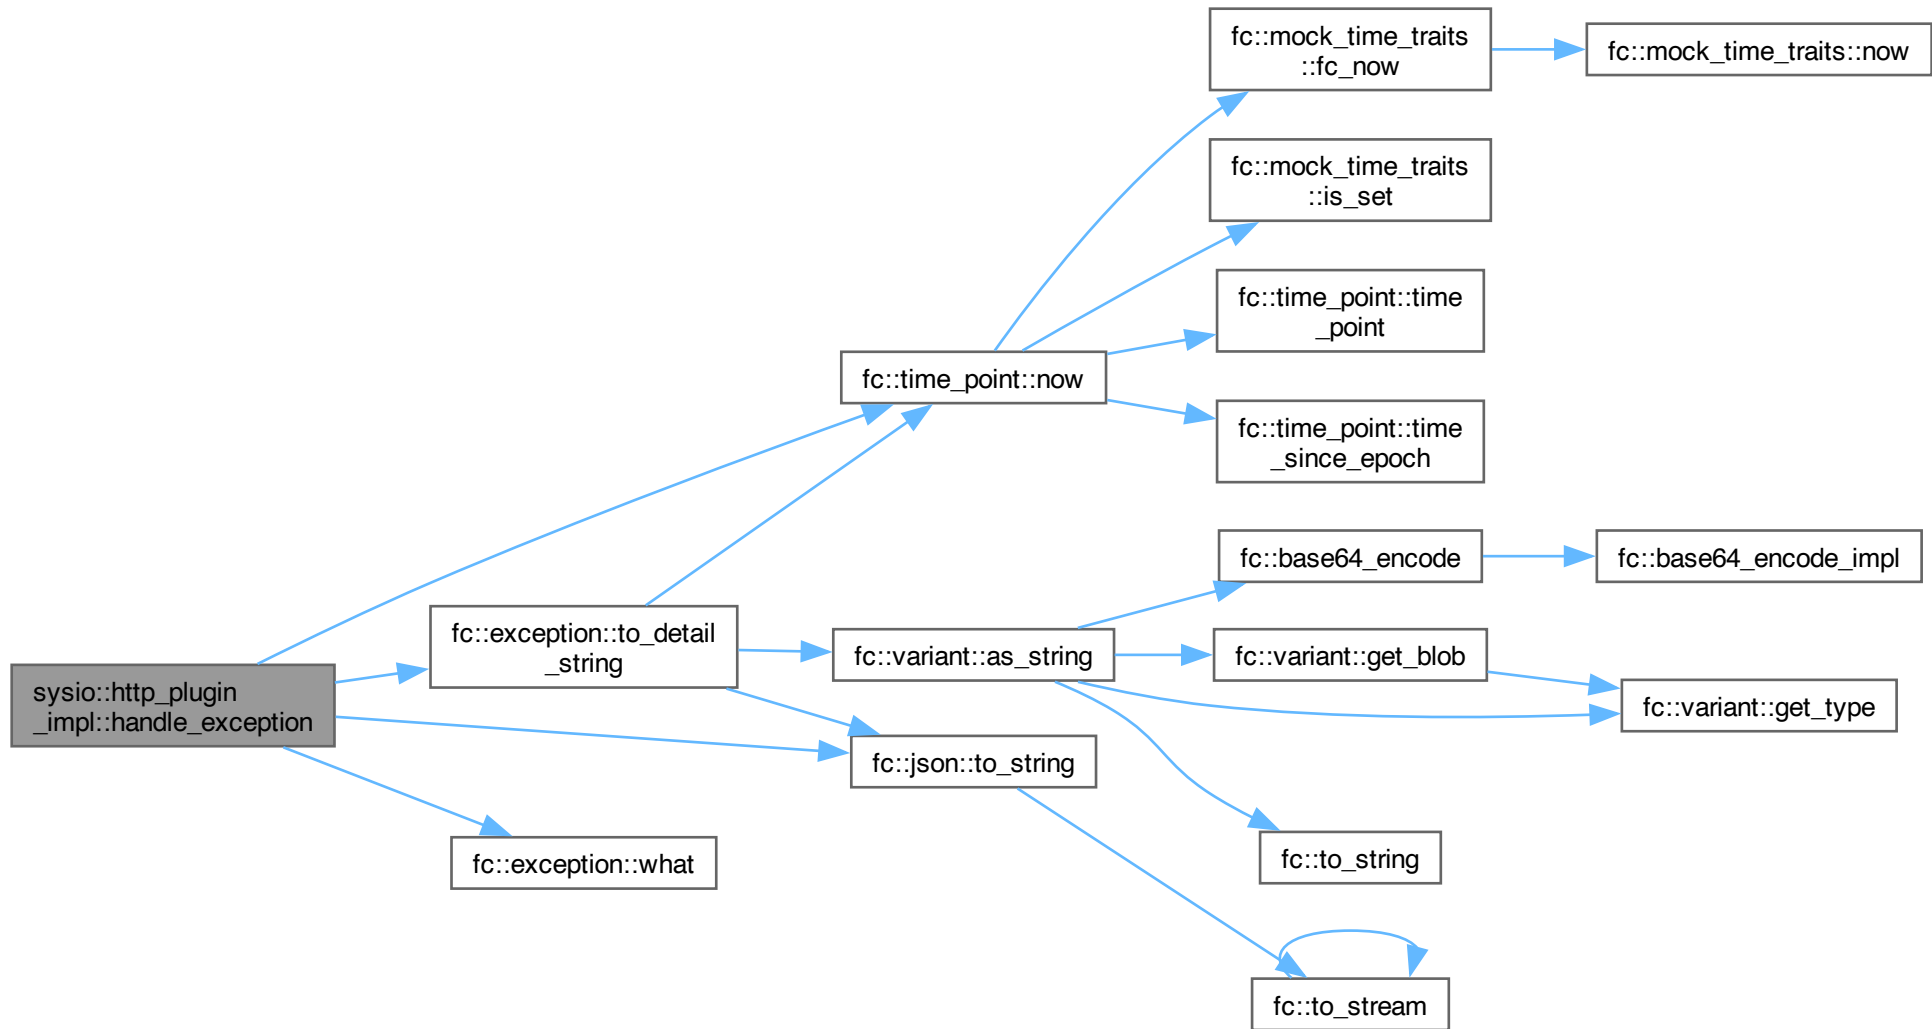 fc::mock_time_traits
::fc_now
fc::mock_time_traits::now
fc::mock_time_traits
::is_set
fc::time_point::time
_point
fc::time_point::now
fc::time_point::time
_since_epoch
fc::base64_encode
fc::base64_encode_impl
fc::exception::to_detail
_string
fc::variant::as_string
fc::variant::get_blob
sysio::http_plugin
_impl::handle_exception
fc::variant::get_type
fc::json::to_string
fc::exception::what
fc::to_string
fc::to_stream